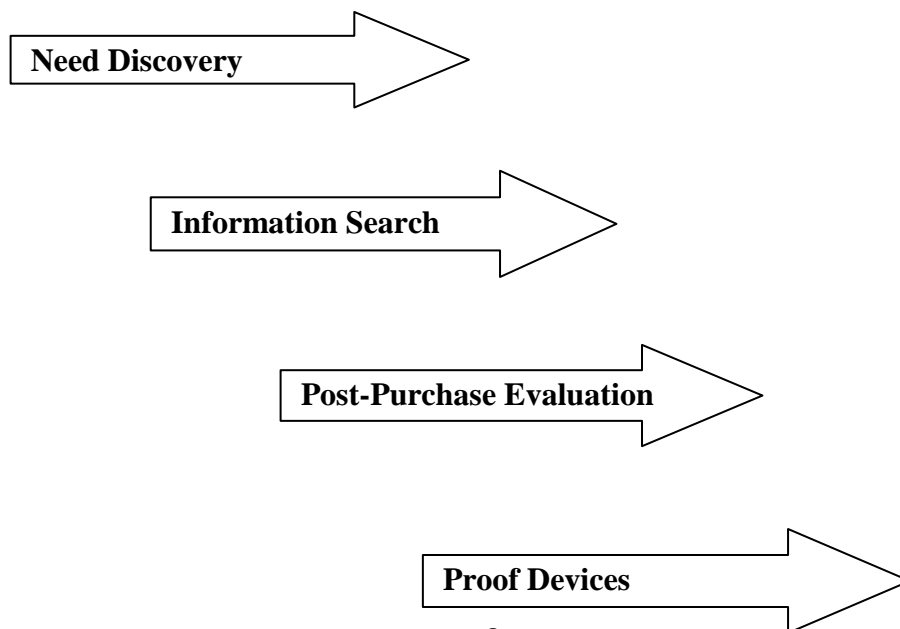 Need Discovery
Information Search
Post-Purchase Evaluation
Proof Devices